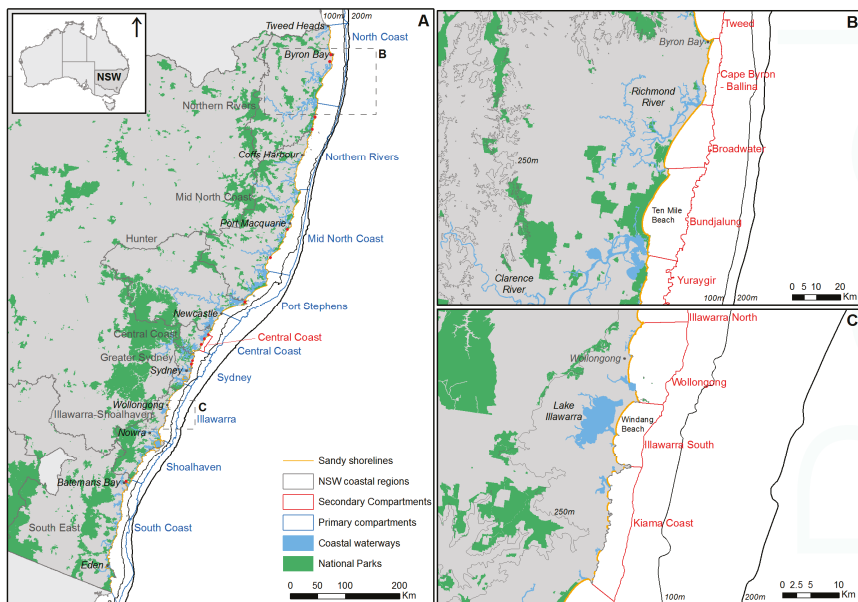 A
NSW
100m 200m
Tweed Heads
North Coast
Byron Bay
B
Northern Rivers
Coffs Harbour
Northern Rivers
Mid North Coast
Port Macquarie
Hunter
Mid North Coast
Newcastle
Port Stephens
Central Coast
Central Coast
Greater Sydney
Central Coast
Sydney
Sydney
Wollongong
C
Illawarra-Shoalhaven
Illawarra
Nowra
Shoalhaven
Batemans Bay
South East
South Coast
Eden
Sandy shorelines
NSW coastal regions
Secondary Compartments
Primary compartments
Coastal waterways
National Parks
0 50 100 200
Km
B
Tweed
Byron Bay
Cape Byron
- Ballina
Richmond
River
Broadwater
250m
Ten Mile
Beach
Bundjalung
Clarence
River
Yuraygir
100m 200m
0 5 10 20
Km
C
Illawarra North
Wollongong
Wollongong
Lake
Illawarra
Windang
Beach
Illawarra South
250m
Kiama Coast
100m
200m
0 2.5 5 10
Km